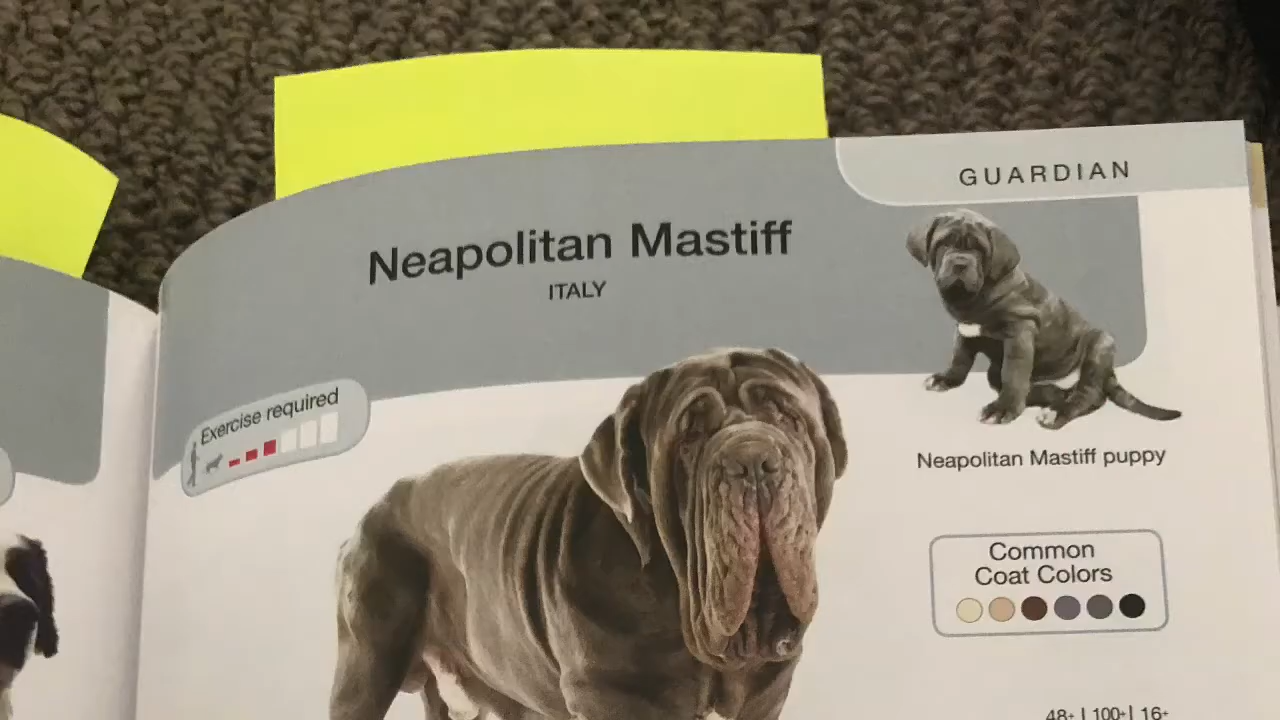 GUARDIAN
Neapolitan Mastiff
ITALY
Exercise required
Neapolitan Mastiff puppy
Common
Coat Colors
48+ | 100+ | 16+